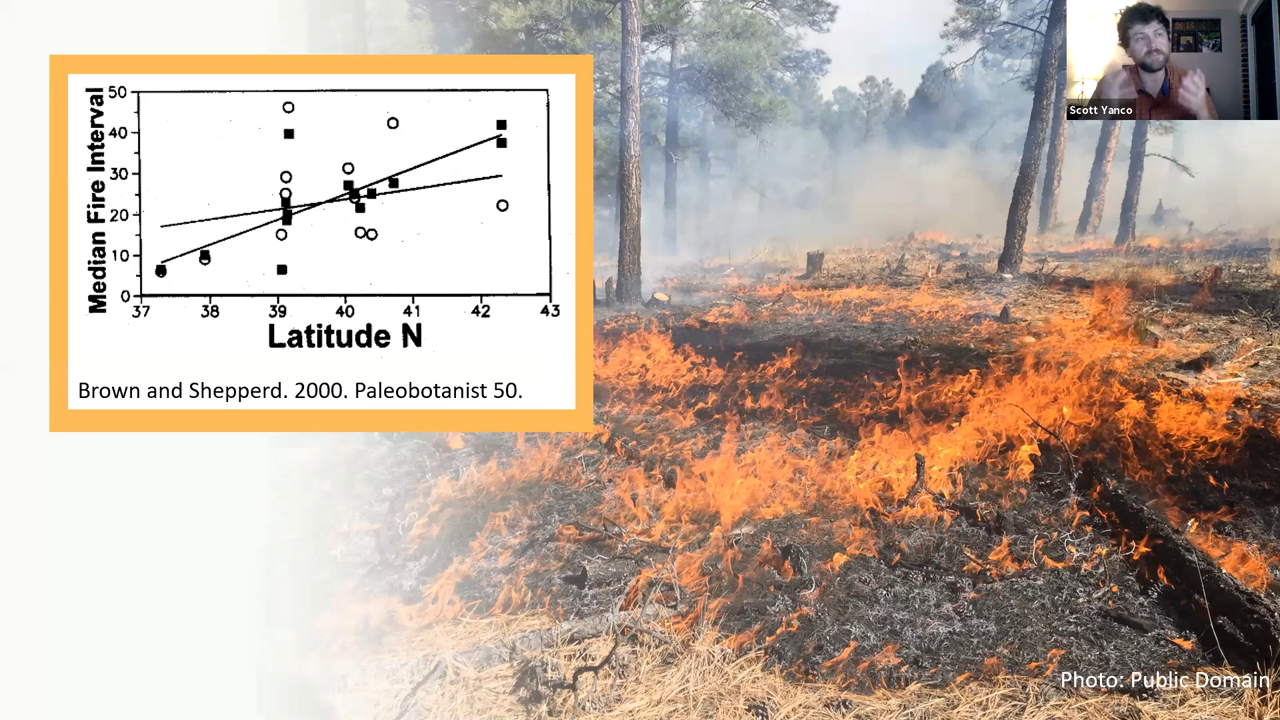 Scott Yanco
Median Fire Interval
50
40
30
20
10
0
37 38 39 40 41 42 43
Latitude N
Brown and Shepperd. 2000. Paleobotanist 50.
Photo: Public Domain